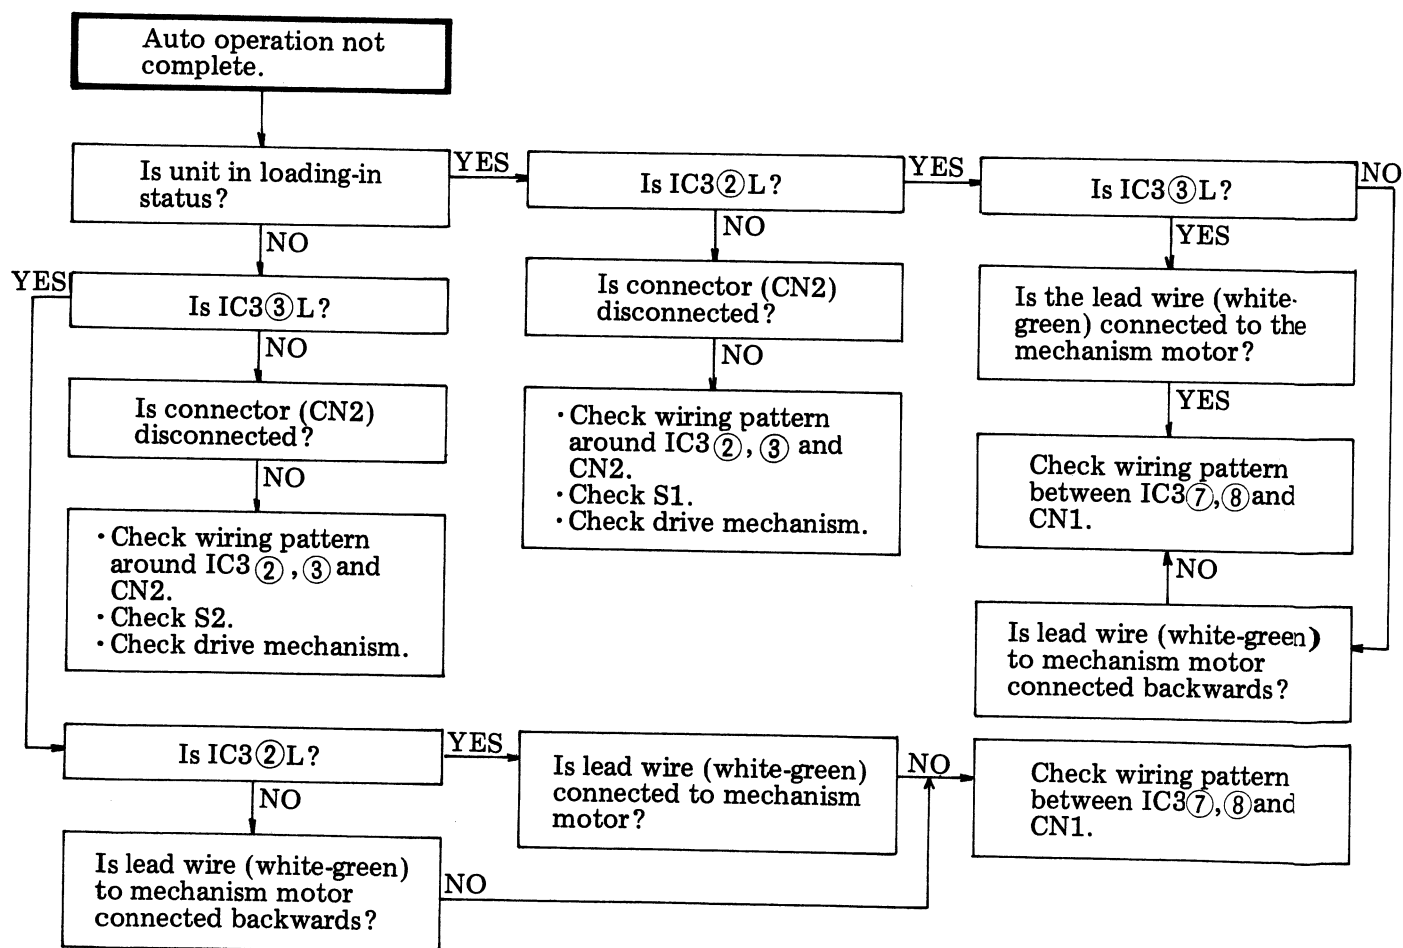 Auto operation not
complete.
Is unit in loading-in
status?
YES
Is IC3②L?
YES
Is IC3③L?
NO
NO
NO
YES
YES
Is IC3③L?
NO
Is connector (CN2)
disconnected?
NO
Is the lead wire (white-
green) connected to the
mechanism motor?
YES
Is connector (CN2)
disconnected?
NO
・Check wiring pattern
around IC3②, ③ and
CN2.
・Check S1.
・Check drive mechanism.
Check wiring pattern
between IC3⑦,⑧and
CN1.
・Check wiring pattern
around IC3②, ③ and
CN2.
・Check S2.
・Check drive mechanism.
NO
Is lead wire (white-green)
to mechanism motor
connected backwards?
Is IC3②L?
YES
Is lead wire (white-green)
connected to mechanism
motor?
NO
Check wiring pattern
between IC3⑦,⑧and
CN1.
NO
Is lead wire (white-green)
to mechanism motor
connected backwards?
NO